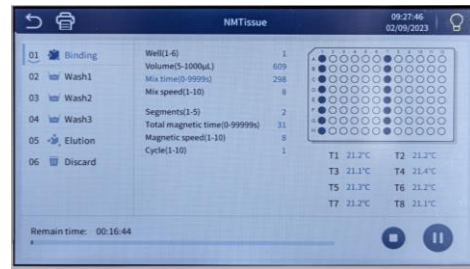 NMTissue
09:27:46
02/09/2023
01 Binding
02 Wash1
03 Wash2
04 Wash3
05 Elution
06 Discard
Well(1-6) 1
Volume(5-1000μL) 609
Mix time(0-9999s) 298
Mix speed(1-10) 8
Segments(1-5) 2
Total magnetic time(0-99999s) 31
Magnetic speed(1-10) 8
Cycle(1-10) 1
T1 21.2°C T2 21.2°C
T3 21.1°C T4 21.4°C
T5 21.3°C T6 21.2°C
T7 21.2°C T8 21.1°C
Remain time: 00:16:44